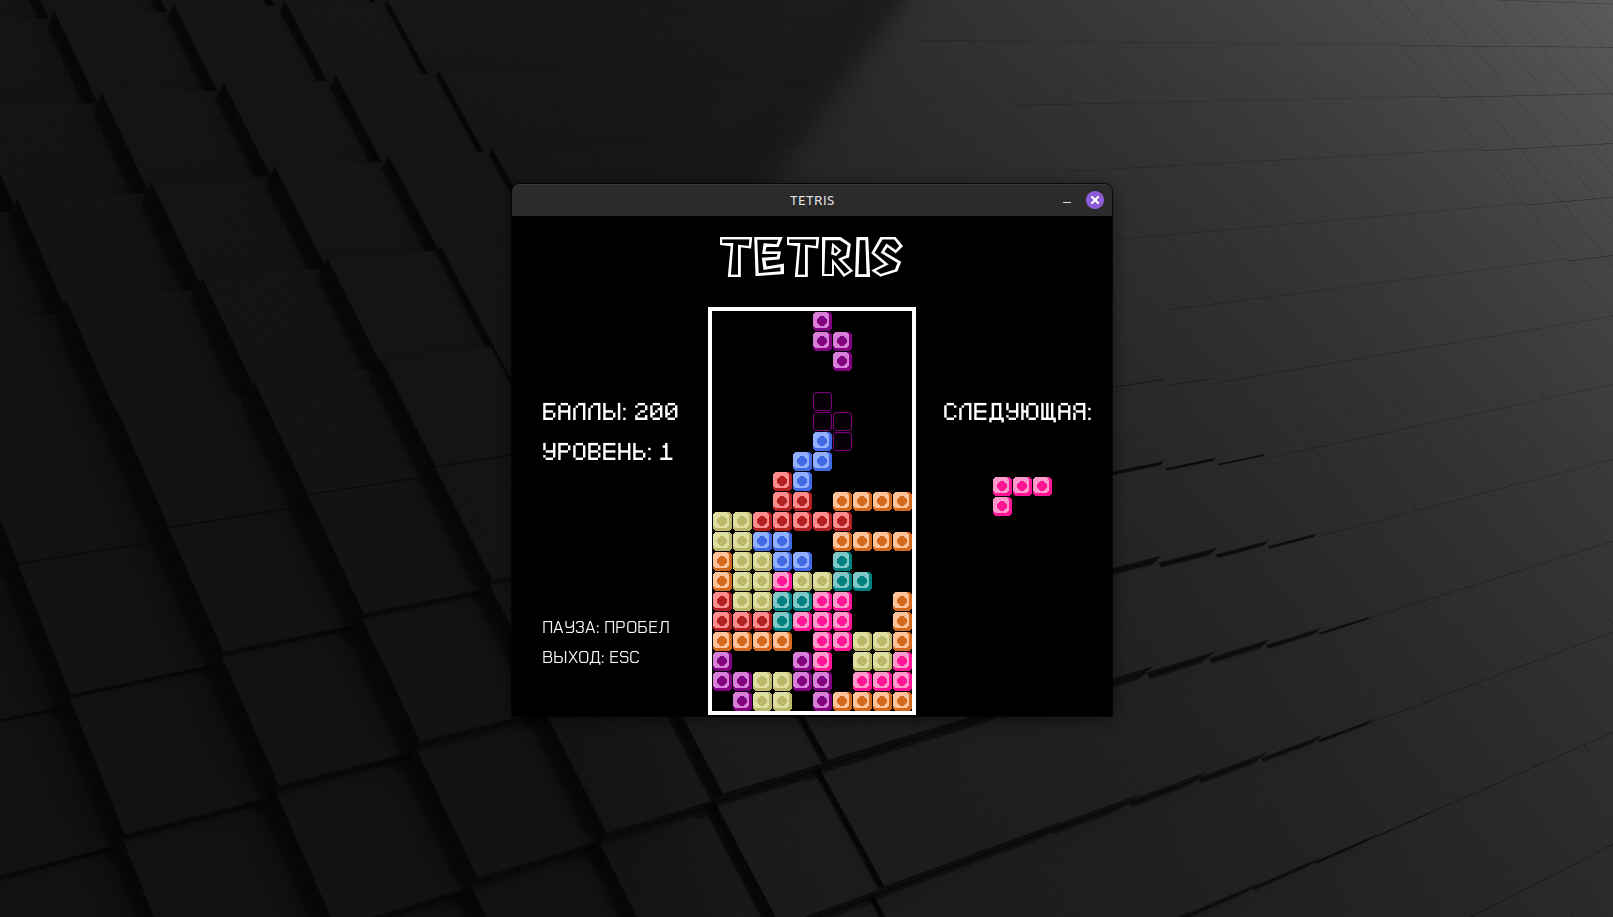 TETRIS
TETRIS
БАЛЛЫ: 200
УРОВЕНЬ: 1
СЛЕДУЮЩАЯ:
ПАУЗА: ПРОБЕЛ
ВЫХОД: ESC